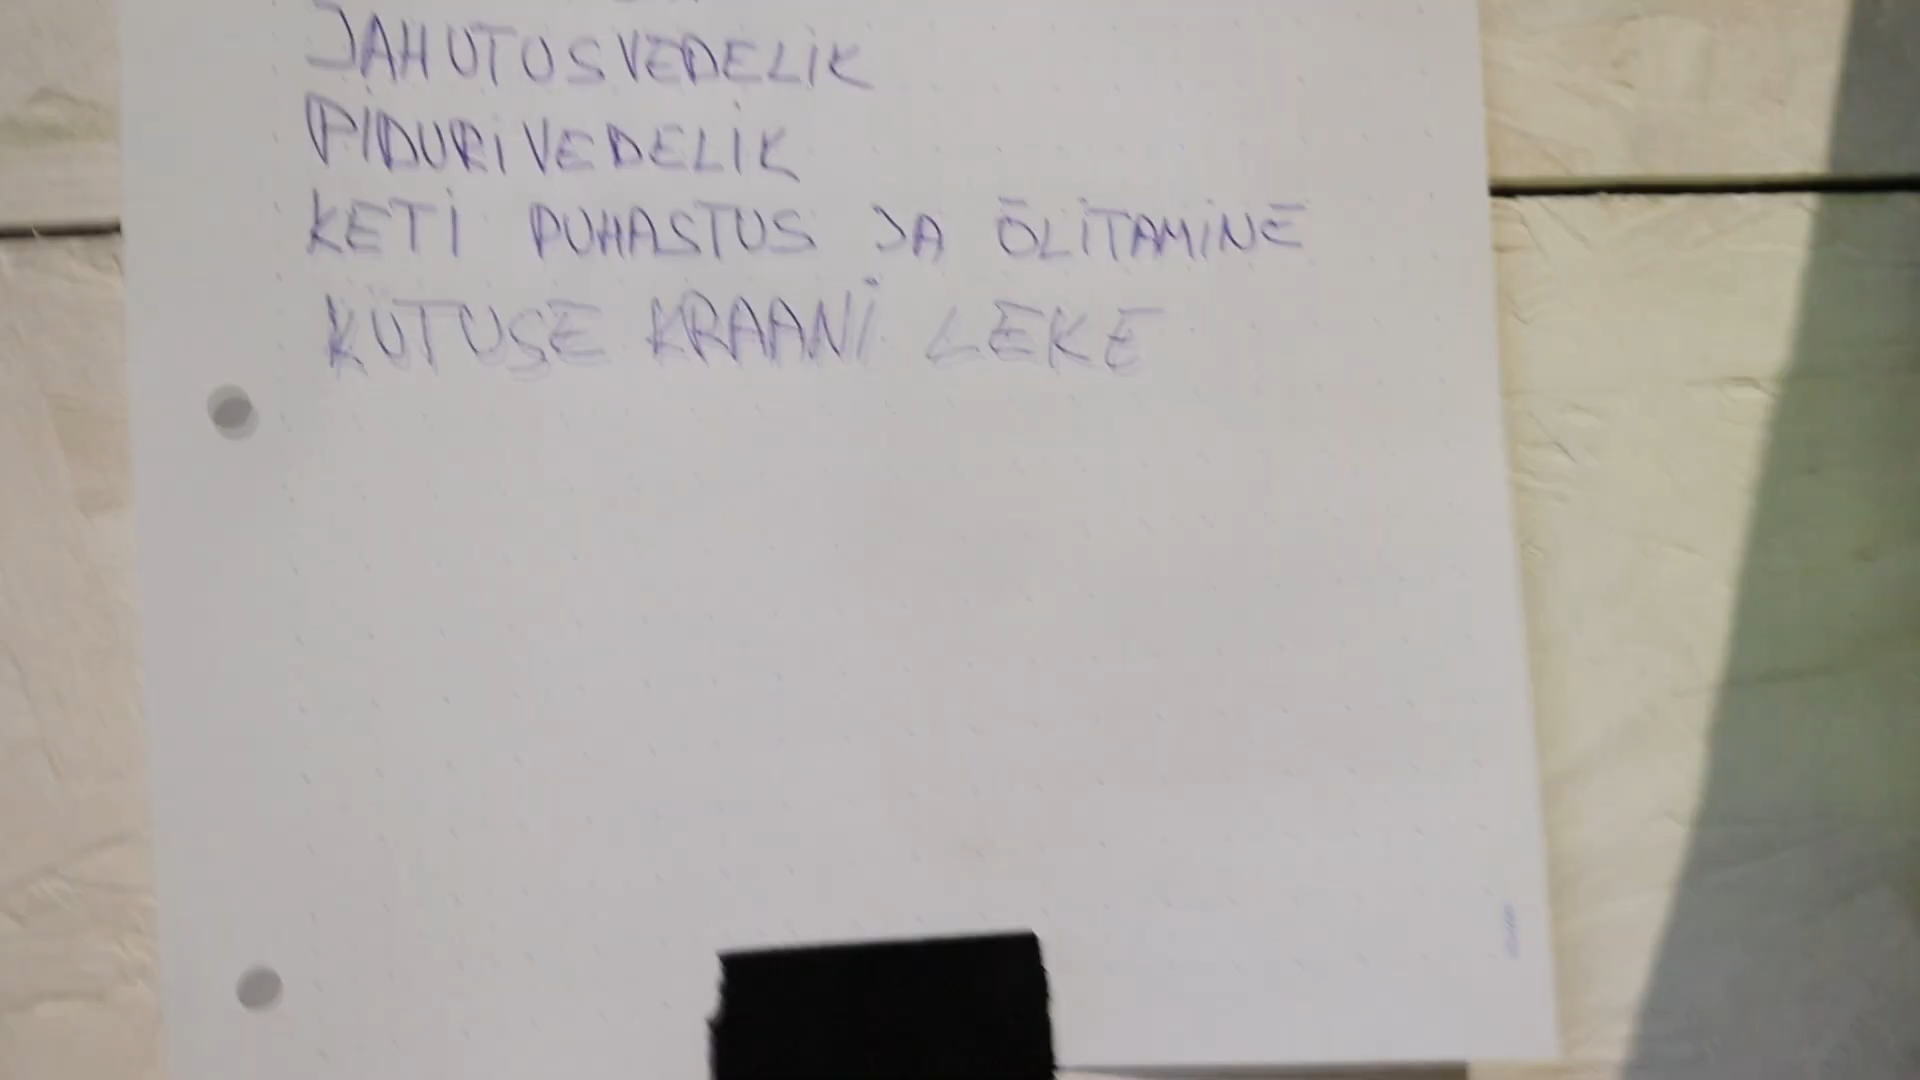 JAHUTUSVEDELIK
PIDURIVEDELIK
KETI PUHASTUS JA ÕLITAMINE
KÜTUSE KRAANI LEKE